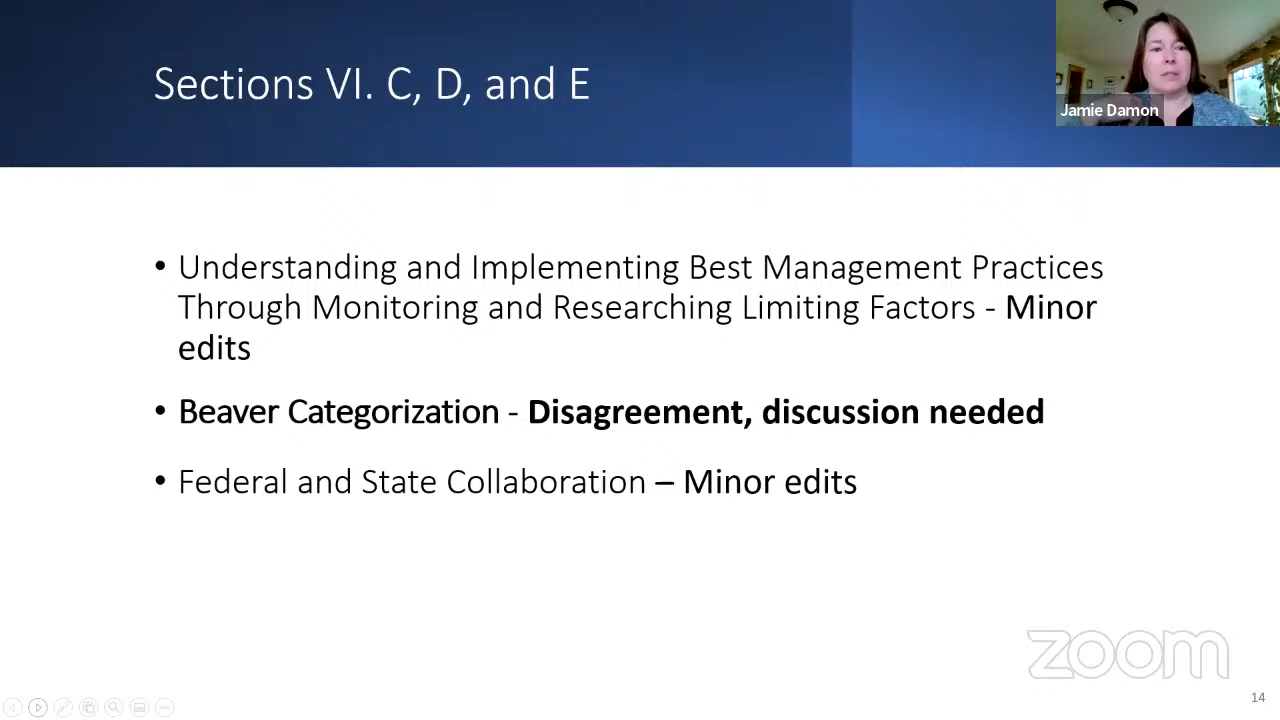 Sections VI. C, D, and E
Jamie Damon
• Understanding and Implementing Best Management Practices
Through Monitoring and Researching Limiting Factors - Minor
edits
• Beaver Categorization - Disagreement, discussion needed
• Federal and State Collaboration – Minor edits
zoom
14